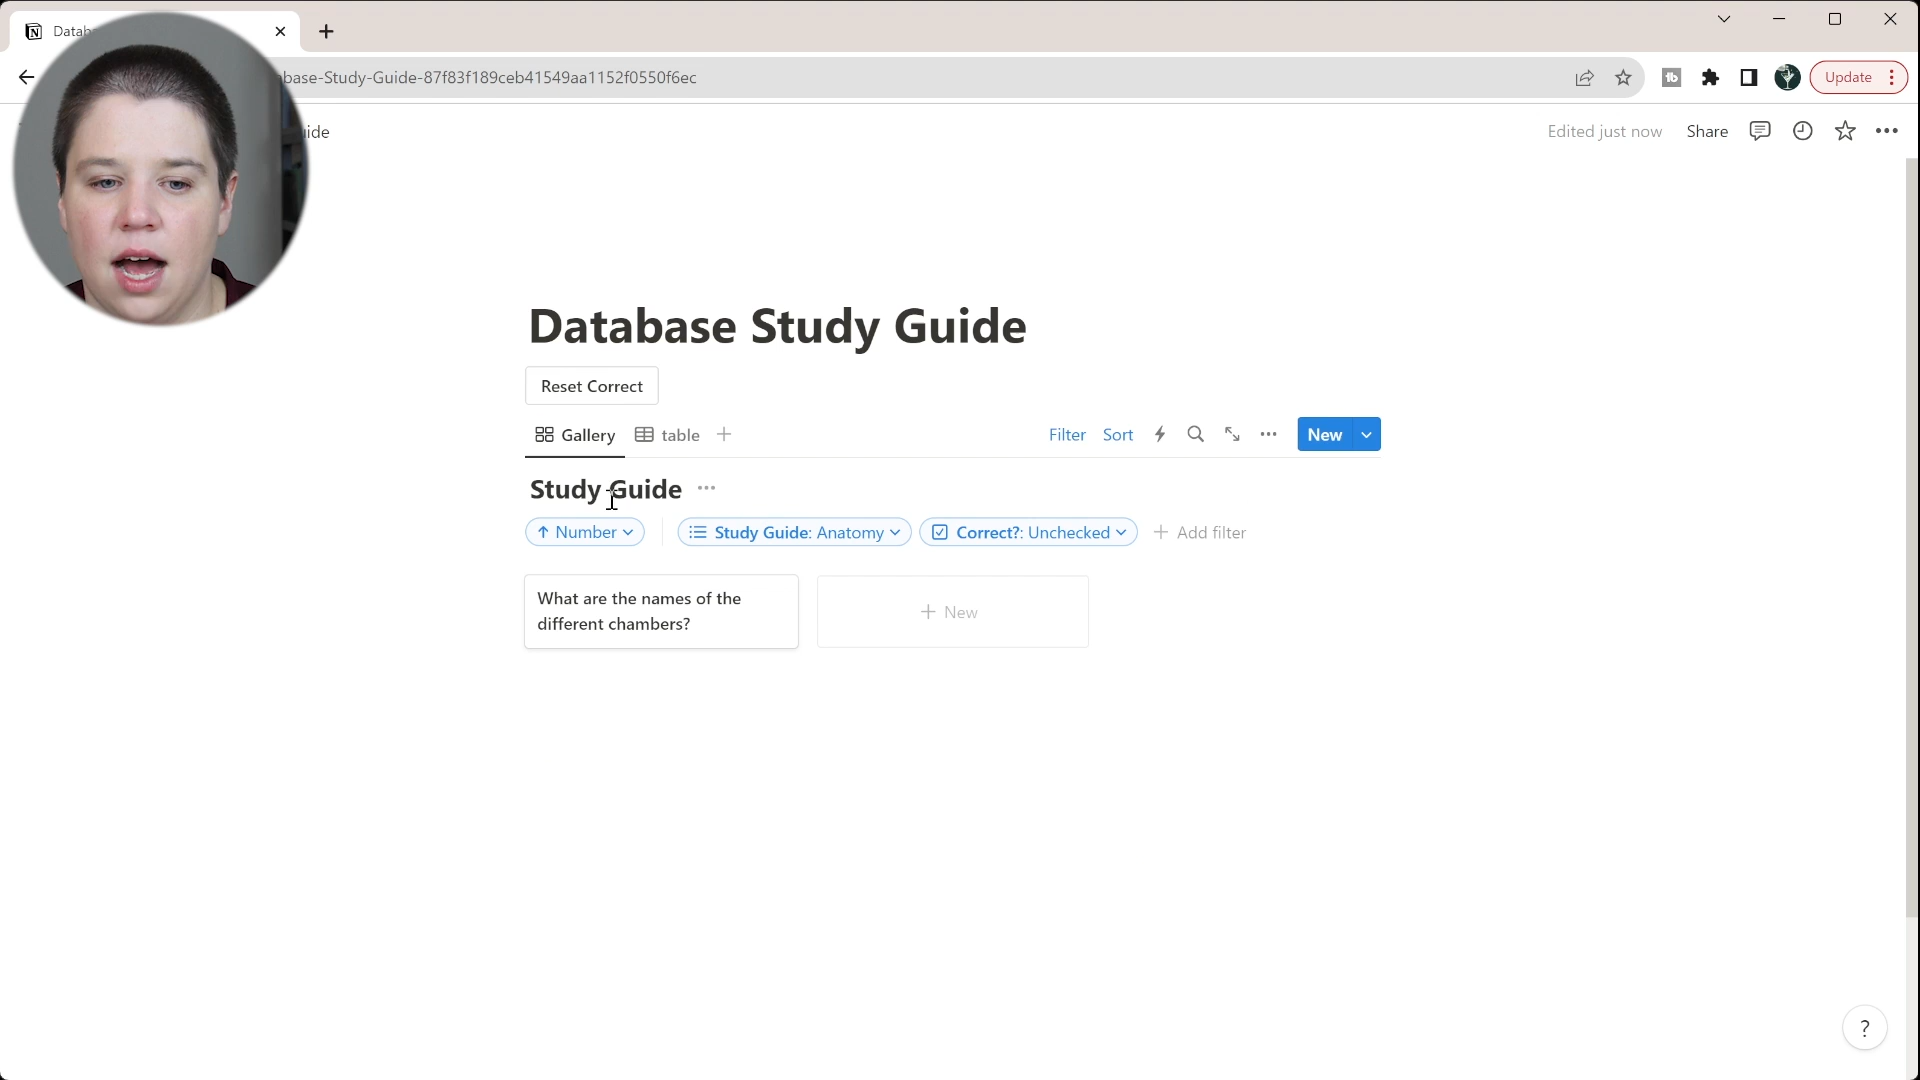 Datab
base-Study-Guide-87f83f189ceb41549aa1152f0550f6ec
Update
uide
Edited just now
Share
Database Study Guide
Reset Correct
Gallery
table
Filter
Sort
New
Study Guide
Number
Study Guide: Anatomy
Correct?: Unchecked
Add filter
What are the names of the
different chambers?
New
?